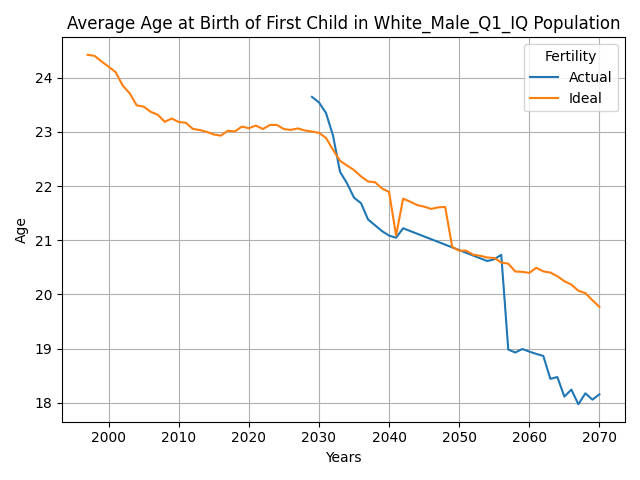 Average Age at Birth of First Child in White_Male_Q1_IQ Population
Fertility
Actual
Ideal
Age
24
23
22
21
20
19
18
2000 2010 2020 2030 2040 2050 2060 2070
Years